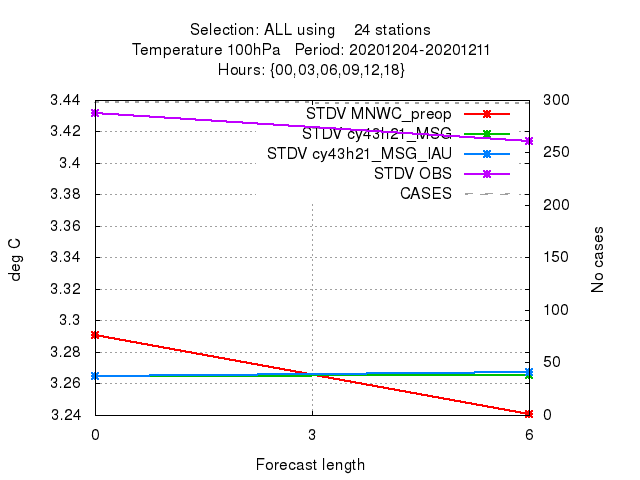 Selection: ALL using    24 stations
Temperature 100hPa   Period: 20201204-20201211
Hours: {00,03,06,09,12,18}
3.44
3.42
3.4
3.38
3.36
3.34
3.32
3.3
3.28
3.26
3.24
deg C
STDV MNWC_preop
STDV cy43h21_MSG
STDV cy43h21_MSG_IAU
STDV OBS
CASES
300
250
200
150
100
50
0
No cases
0 3 6
Forecast length